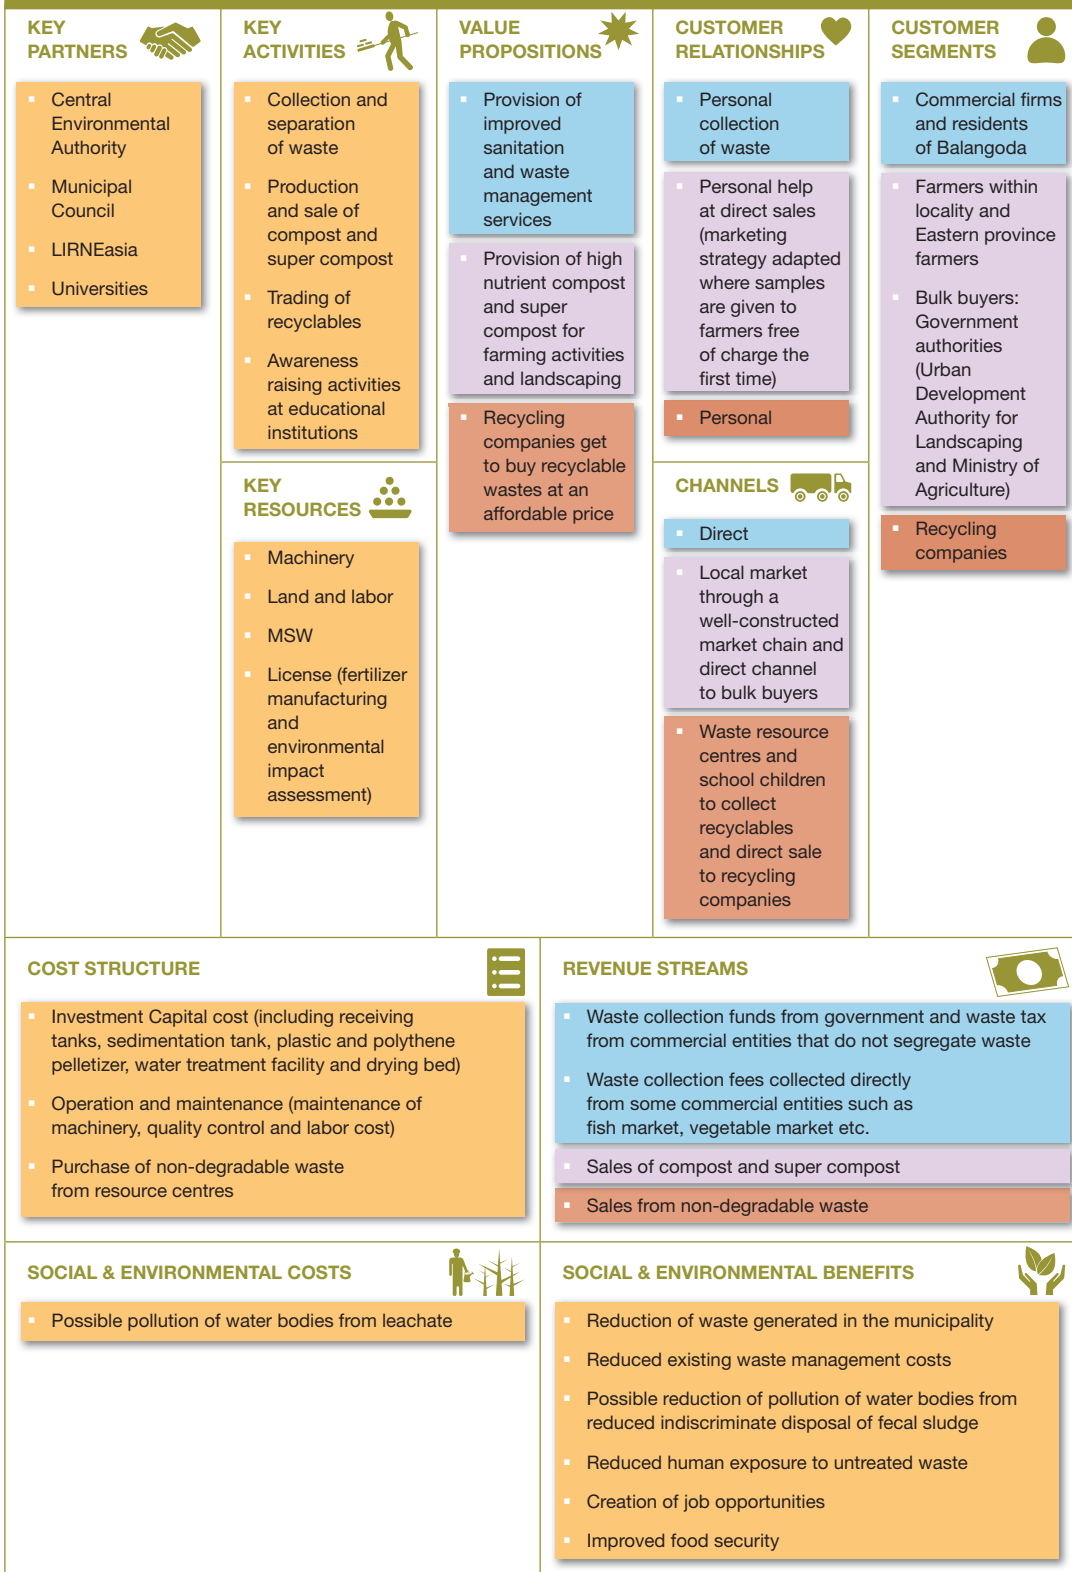 KEY
PARTNERS
▪ Central
Environmental
Authority
▪ Municipal
Council
▪ LIRNEasia
▪ Universities
KEY
ACTIVITIES
▪ Collection and
separation
of waste
▪ Production
and sale of
compost and
super compost
▪ Trading of
recyclables
▪ Awareness
raising activities
at educational
institutions
KEY
RESOURCES
▪ Machinery
▪ Land and labor
▪ MSW
▪ License (fertilizer
manufacturing
and
environmental
impact
assessment)
VALUE
PROPOSITIONS
▪ Provision of
improved
sanitation
and waste
management
services
▪ Provision of high
nutrient compost
and super
compost for
farming activities
and landscaping
▪ Recycling
companies get
to buy recyclable
wastes at an
affordable price
CUSTOMER
RELATIONSHIPS
▪ Personal
collection
of waste
▪ Personal help
at direct sales
(marketing
strategy adapted
where samples
are given to
farmers free
of charge the
first time)
▪ Personal
CHANNELS
▪ Direct
▪ Local market
through a
well-constructed
market chain and
direct channel
to bulk buyers
▪ Waste resource
centres and
school children
to collect
recyclables
and direct sale
to recycling
companies
CUSTOMER
SEGMENTS
▪ Commercial firms
and residents
of Balangoda
▪ Farmers within
locality and
Eastern province
farmers
▪ Bulk buyers:
Government
authorities
(Urban
Development
Authority for
Landscaping
and Ministry of
Agriculture)
▪ Recycling
companies
COST STRUCTURE
▪ Investment Capital cost (including receiving
tanks, sedimentation tank, plastic and polythene
pelletizer, water treatment facility and drying bed)
▪ Operation and maintenance (maintenance of
machinery, quality control and labor cost)
▪ Purchase of non-degradable waste
from resource centres
REVENUE STREAMS
▪ Waste collection funds from government and waste tax
from commercial entities that do not segregate waste
▪ Waste collection fees collected directly
from some commercial entities such as
fish market, vegetable market etc.
▪ Sales of compost and super compost
▪ Sales from non-degradable waste
SOCIAL & ENVIRONMENTAL COSTS
▪ Possible pollution of water bodies from leachate
SOCIAL & ENVIRONMENTAL BENEFITS
▪ Reduction of waste generated in the municipality
▪ Reduced existing waste management costs
▪ Possible reduction of pollution of water bodies from
reduced indiscriminate disposal of fecal sludge
▪ Reduced human exposure to untreated waste
▪ Creation of job opportunities
▪ Improved food security